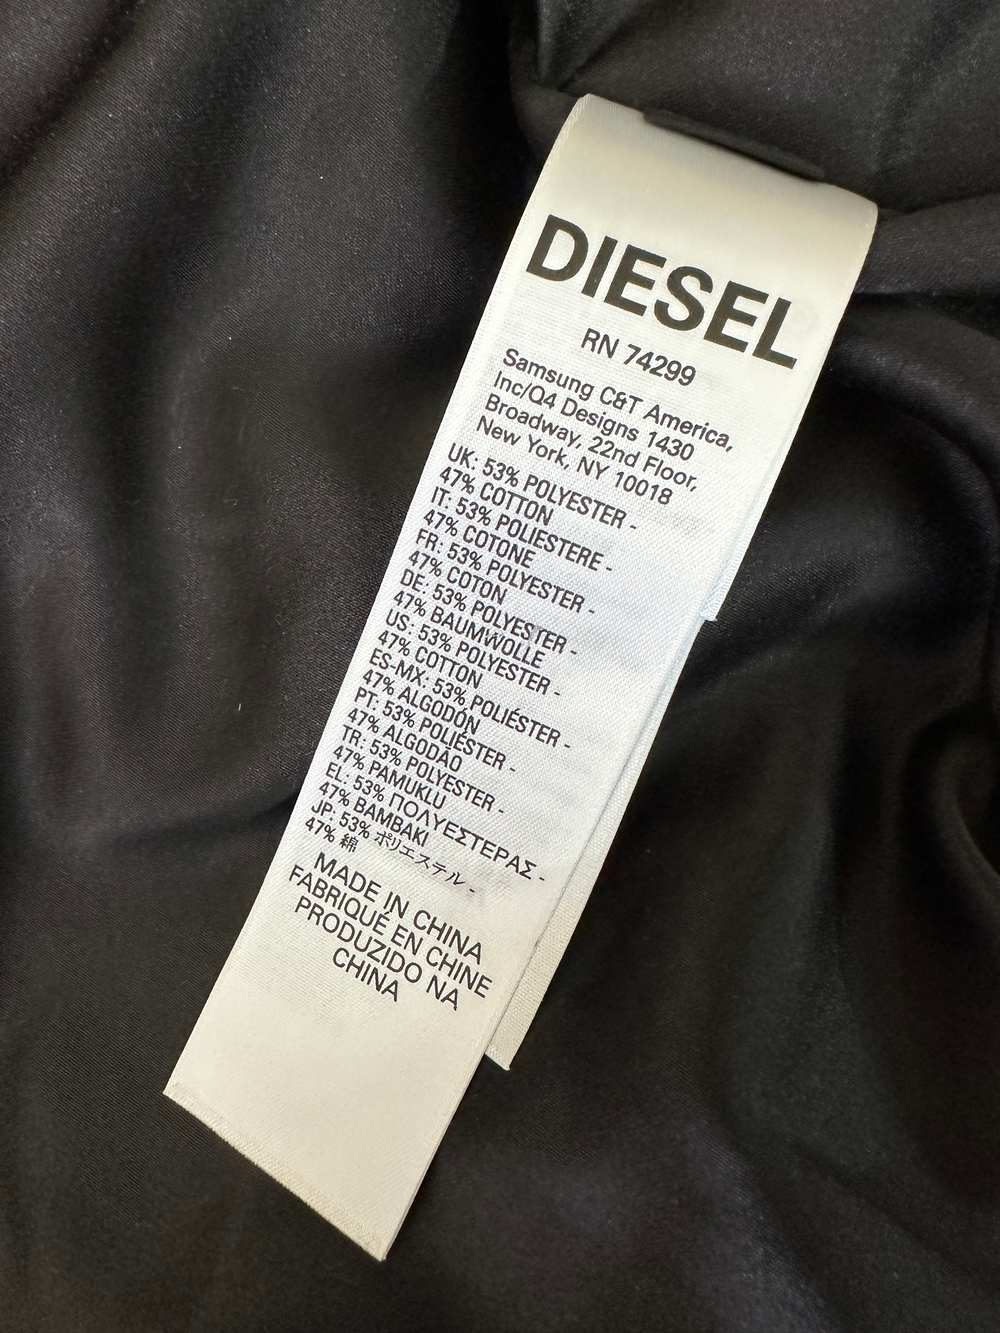 DIESEL
RN 74299
Samsung C&T America,
Inc/Q4 Designs 1430
Broadway, 22nd Floor,
New York, NY 10018
UK: 53% POLYESTER -
47% COTTON
IT: 53% POLIESTERE -
47% COTONE
FR: 53% POLYESTER -
47% COTON
DE: 53% POLYESTER -
47% BAUMWOLLE
US: 53% POLYESTER -
47% COTTON
ES-MX: 53% POLIÉSTER -
47% ALGODÓN
PT: 53% POLIÉSTER -
47% ALGODAO
TR: 53% POLYESTER -
47% PAMUKLU
EL: 53% ΠΟΛΥΕΣΤΕΡΑΣ -
47% ΒΑΜΒΑΚΙ
JP: 53% ポリエステル -
47% 綿
MADE IN CHINA
FABRIQUÉ EN CHINE
PRODUZIDO NA
CHINA